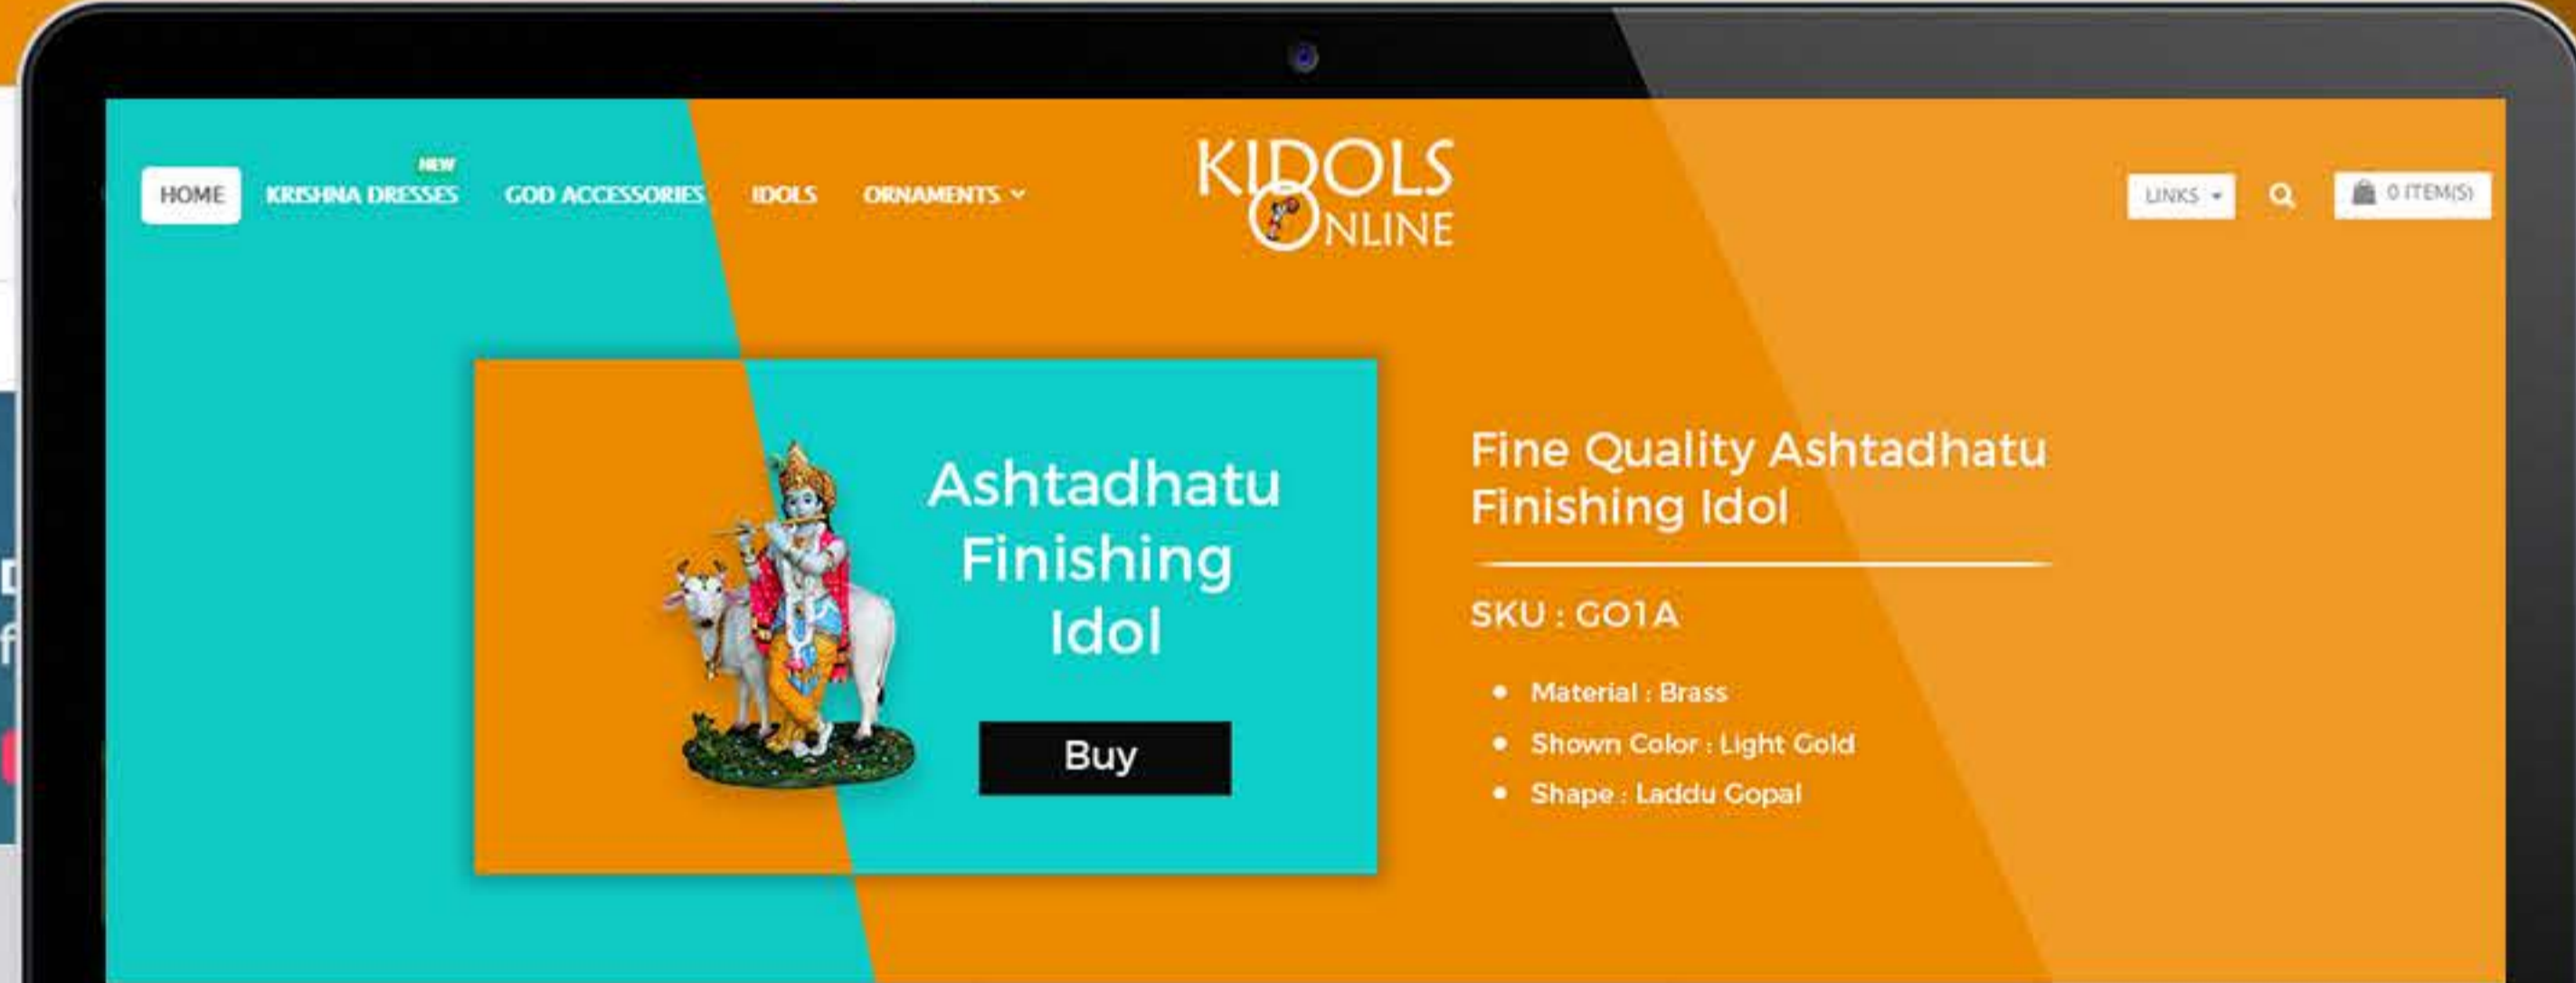 HOME
NEW
KRISHNA DRESSES
GOD ACCESSORIES
IDOLS
ORNAMENTS
KIDOLS
ONLINE
LINKS
0 ITEM(S)
Ashtadhatu
Finishing
Idol
Buy
Fine Quality Ashtadhatu
Finishing Idol
SKU : GO1A
Material : Brass
Shown Color : Light Gold
Shape : Laddu Gopal